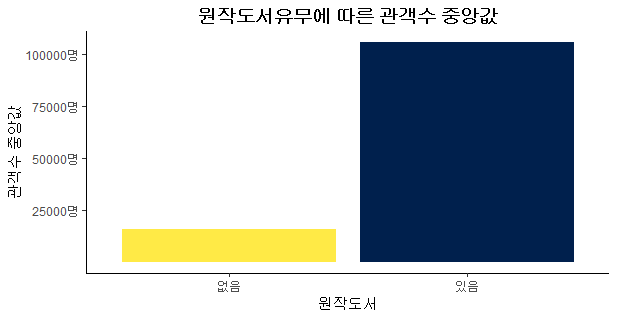 원작도서유무에 따른 관객수 중앙값
관객수 중앙값
100000명
75000명
50000명
25000명
없음
있음
원작도서